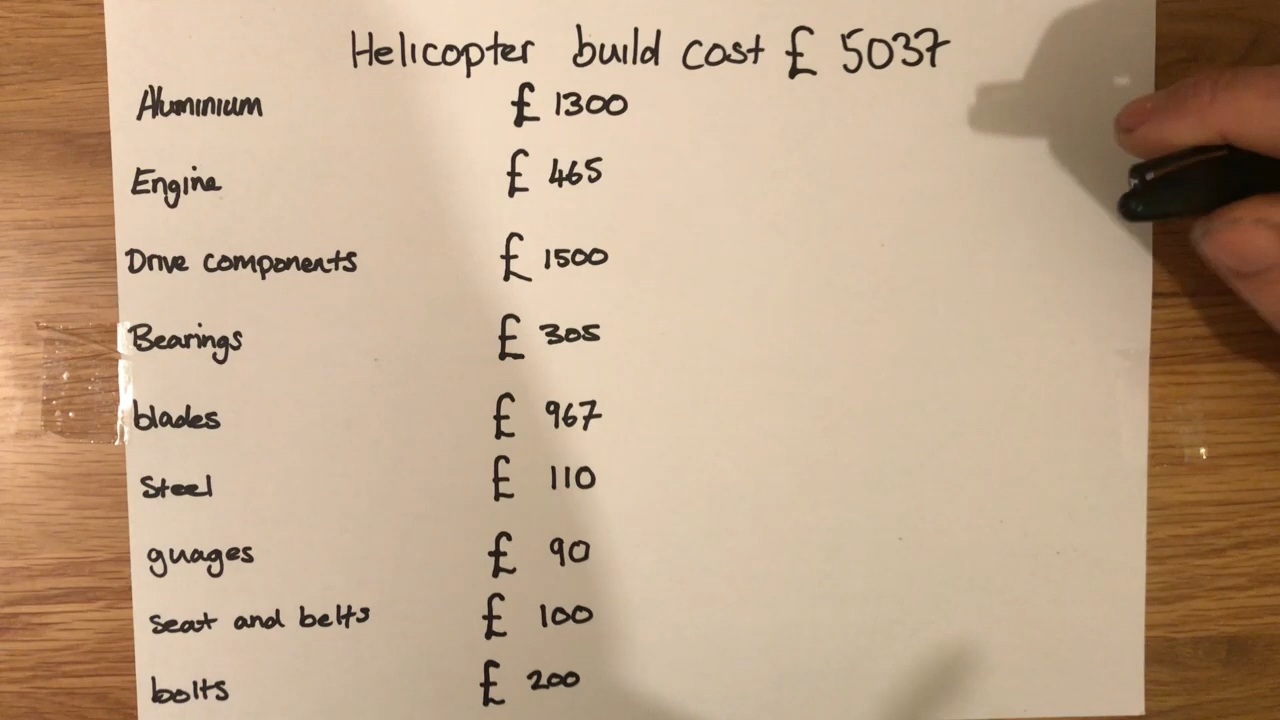 Helicopter build cost £ 5037
Aluminium £ 1300
Engine £ 465
Drive components £ 1500
Bearings £ 305
blades £ 967
Steel £ 110
guages £ 90
seat and belts £ 100
bolts £ 200